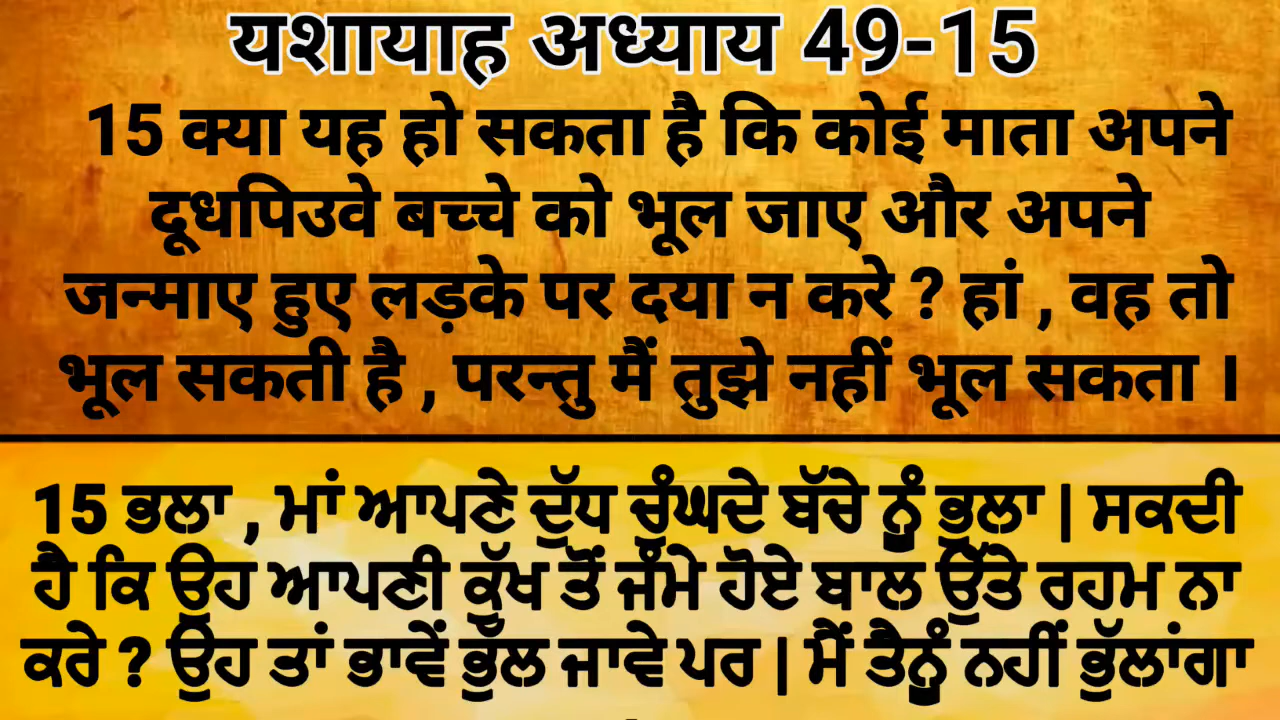 यशायाह अध्याय 49-15
15 क्या यह हो सकता है कि कोई माता अपने
दूधपिउवे बच्चे को भूल जाए और अपने
जन्माए हुए लड़के पर दया न करे ? हां , वह तो
भूल सकती है , परन्तु मैं तुझे नहीं भूल सकता ।
15 ਭਲਾ , ਮਾਂ ਆਪਣੇ ਦੁੱਧ ਚੁੰਘਦੇ ਬੱਚੇ ਨੂੰ ਭੁਲਾ | ਸਕਦੀ
ਹੈ ਕਿ ਉਹ ਆਪਣੀ ਕੁੱਖ ਤੋਂ ਜੰਮੇ ਹੋਏ ਬਾਲ ਉੱਤੇ ਰਹਮ ਨਾ
ਕਰੇ ? ਉਹ ਤਾਂ ਭਾਵੇਂ ਭੁੱਲ ਜਾਵੇ ਪਰ | ਮੈਂ ਤੈਨੂੰ ਨਹੀਂ ਭੁੱਲਾਂਗਾ